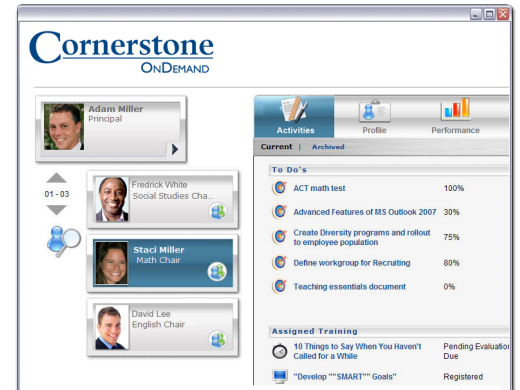 Cornerstone
ONDEMAND
Adam Miller
Principal
01 - 03
Fredrick White
Social Studies Cha...
Staci Miller
Math Chair
David Lee
English Chair
Activities
Profile
Performance
Current | Archived
To Do's
ACT math test 100%
Advanced Features of MS Outlook 2007 30%
Create Diversity programs and rollout
to employee population 75%
Define workgroup for Recruiting 80%
Teaching essentials document 0%
Assigned Training
10 Things to Say When You Haven't Pending Evaluation
Called for a While Due
"Develop ""SMART"" Goals" Registered